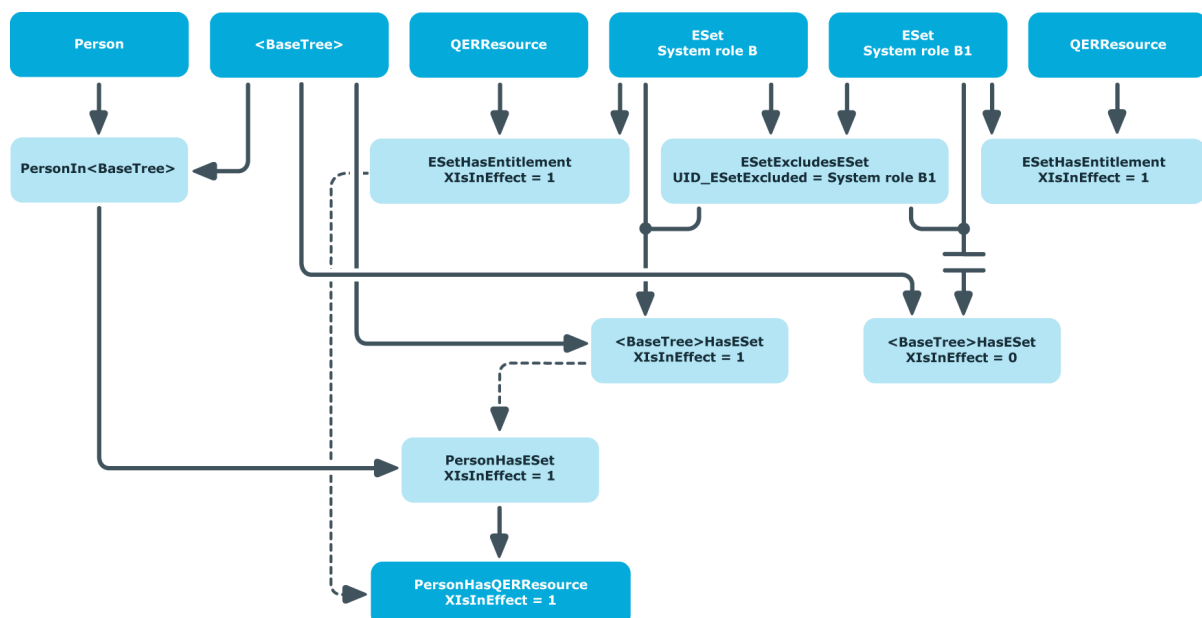 Person
<BaseTree>
QERResource
ESet
System role B
ESet
System role B1
QERResource
PersonIn<BaseTree>
ESetHasEntitlement
XIsInEffect = 1
ESetExcludesESet
UID_ESetExcluded = System role B1
ESetHasEntitlement
XIsInEffect = 1
<BaseTree>HasESet
XIsInEffect = 1
<BaseTree>HasESet
XIsInEffect = 0
PersonHasESet
XIsInEffect = 1
PersonHasQERResource
XIsInEffect = 1